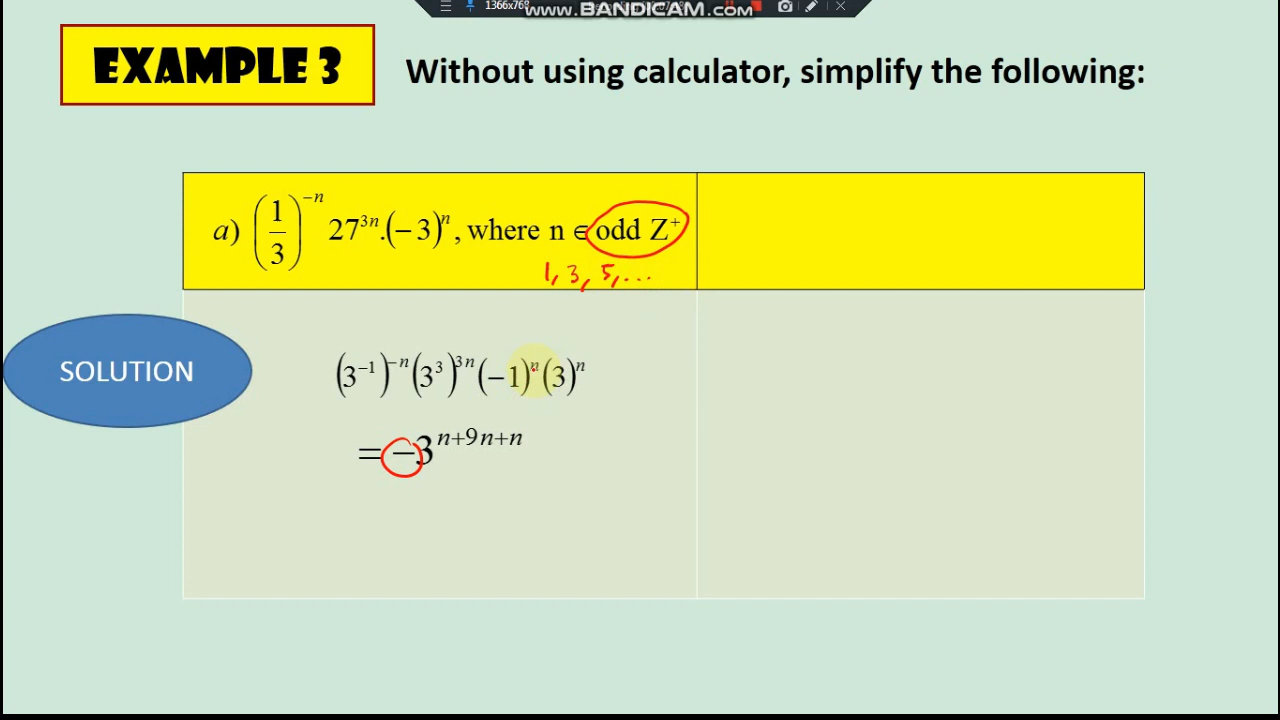 1366x768
www.BANDICAM.com
EXAMPLE 3
Without using calculator, simplify the following:
a) (1/3)^{-n} 27^{3n}.(-3)^n, where n ∈ odd Z^+
1, 3, 5, ...
SOLUTION
(3^{-1})^{-n}(3^3)^{3n}(-1)^n(3)^n
= -3^{n+9n+n}